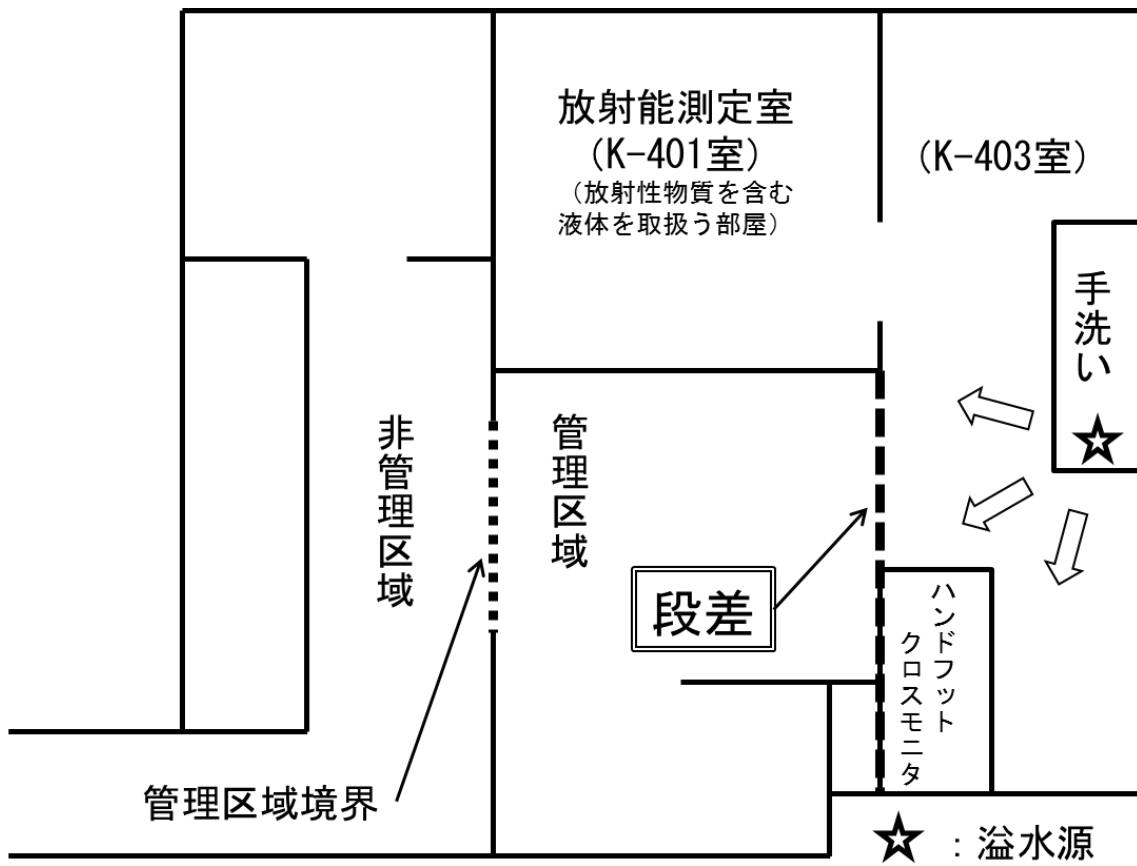 放射能測定室
(K-401室)
(放射性物質を含む
液体を取扱う部屋)
(K-403室)
手洗い
非管理区域
管理区域
段差
ハンドフット
クロスモニタ
管理区域境界
☆ : 溢水源